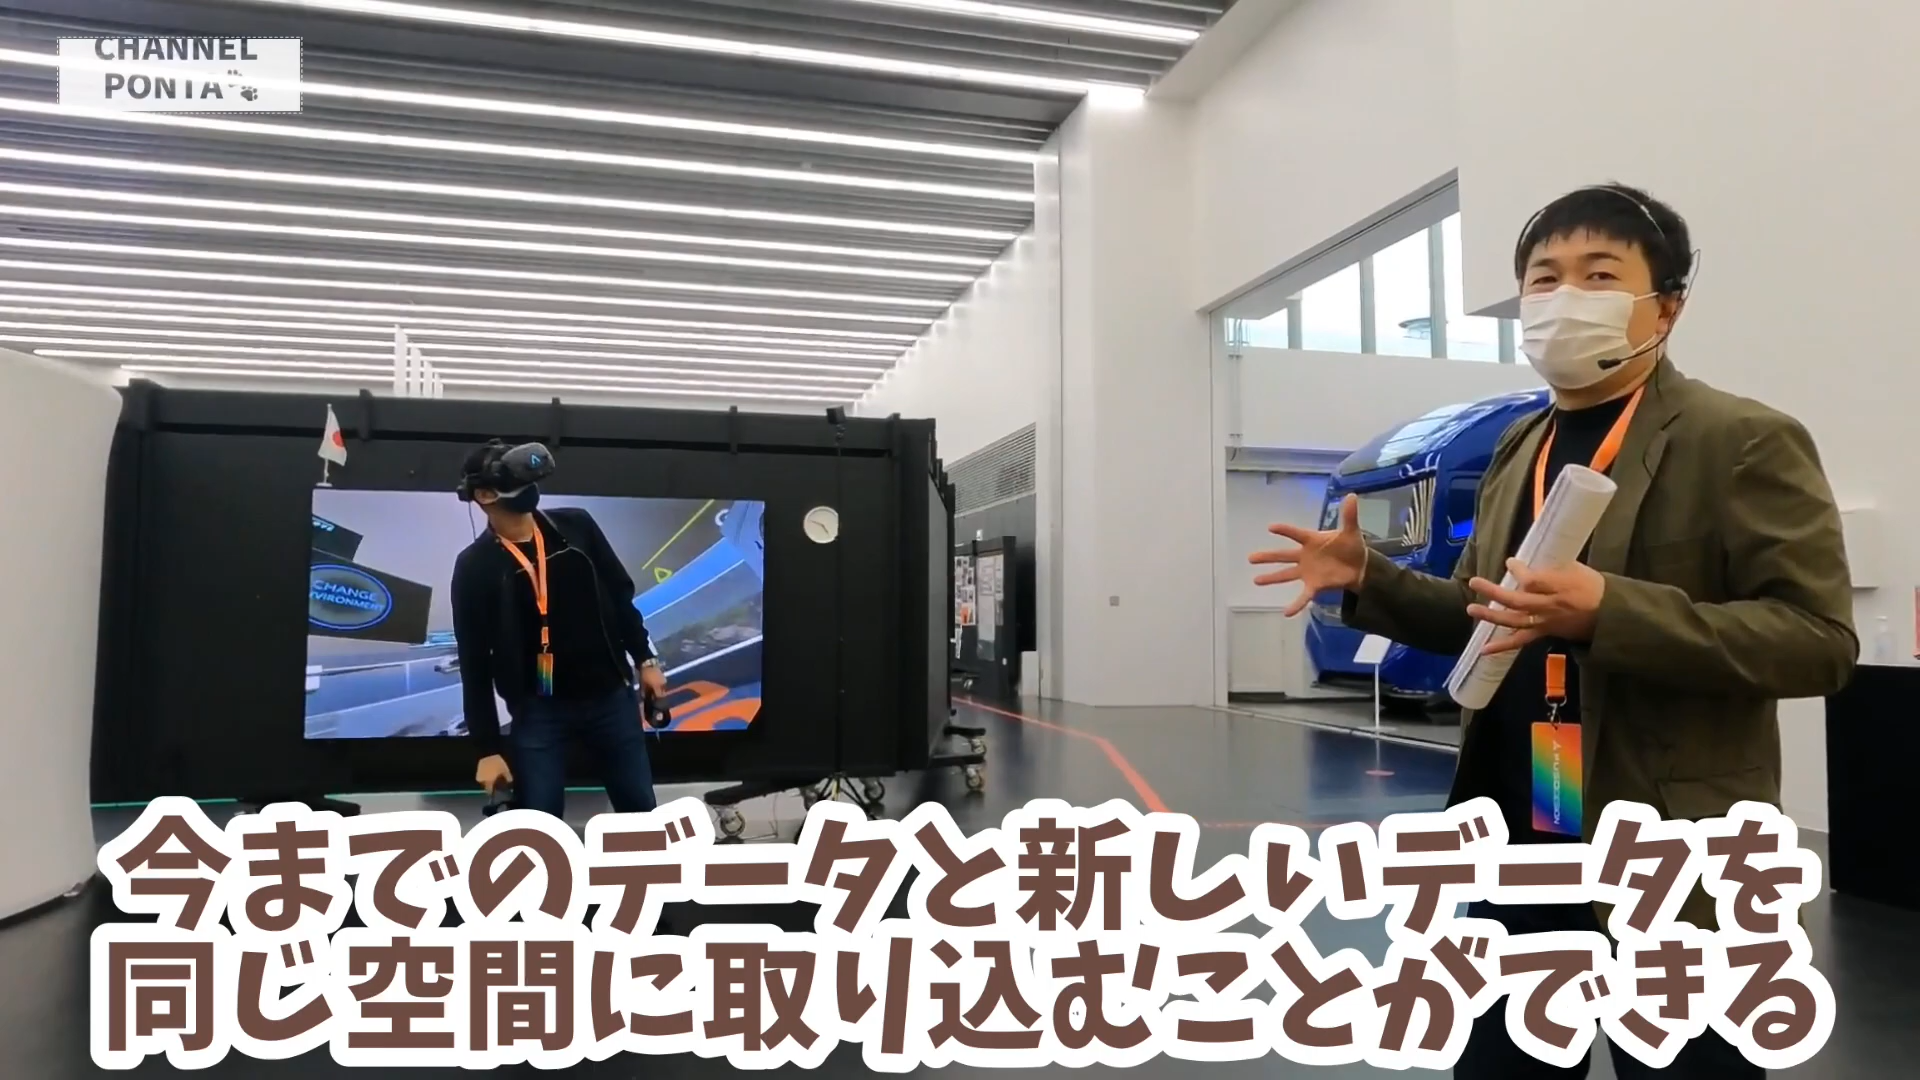 CHANNEL
PONTA
CHANGE
ENVIRONMENT
FUSO
今までのデータと新しいデータを
同じ空間に取り込むことができる